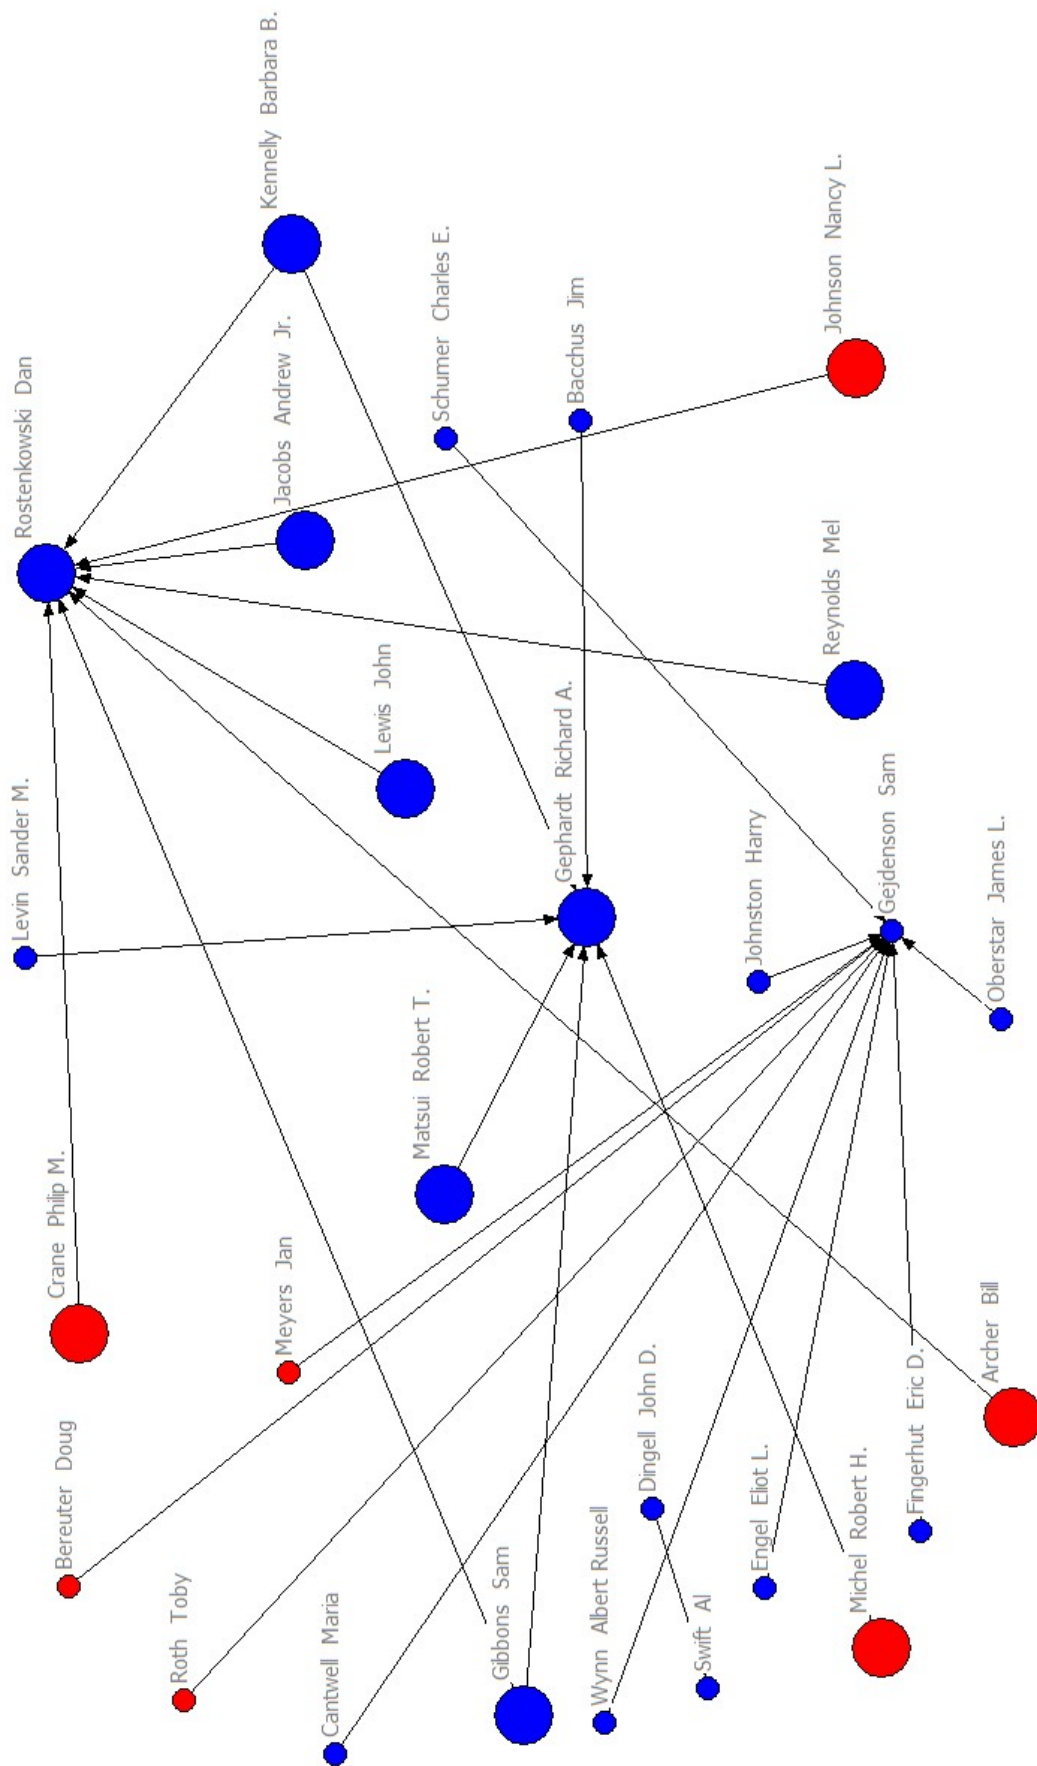 Kennelly Barbara B.
Rostenkowski Dan
Jacobs Andrew Jr.
Schumer Charles E.
Bacchus Jim
Johnson Nancy L.
Levin Sander M.
Lewis John
Gephardt Richard A.
Reynolds Mel
Johnston Harry
Gejdenson Sam
Oberstar James L.
Crane Philip M.
Matsui Robert T.
Meyers Jan
Bereuter Doug
Roth Toby
Cantwell Maria
Gibbons Sam
Wynn Albert Russell
Dingell John D.
Swift Al
Engel Eliot L.
Michel Robert H.
Fingerhut Eric D.
Archer Bill